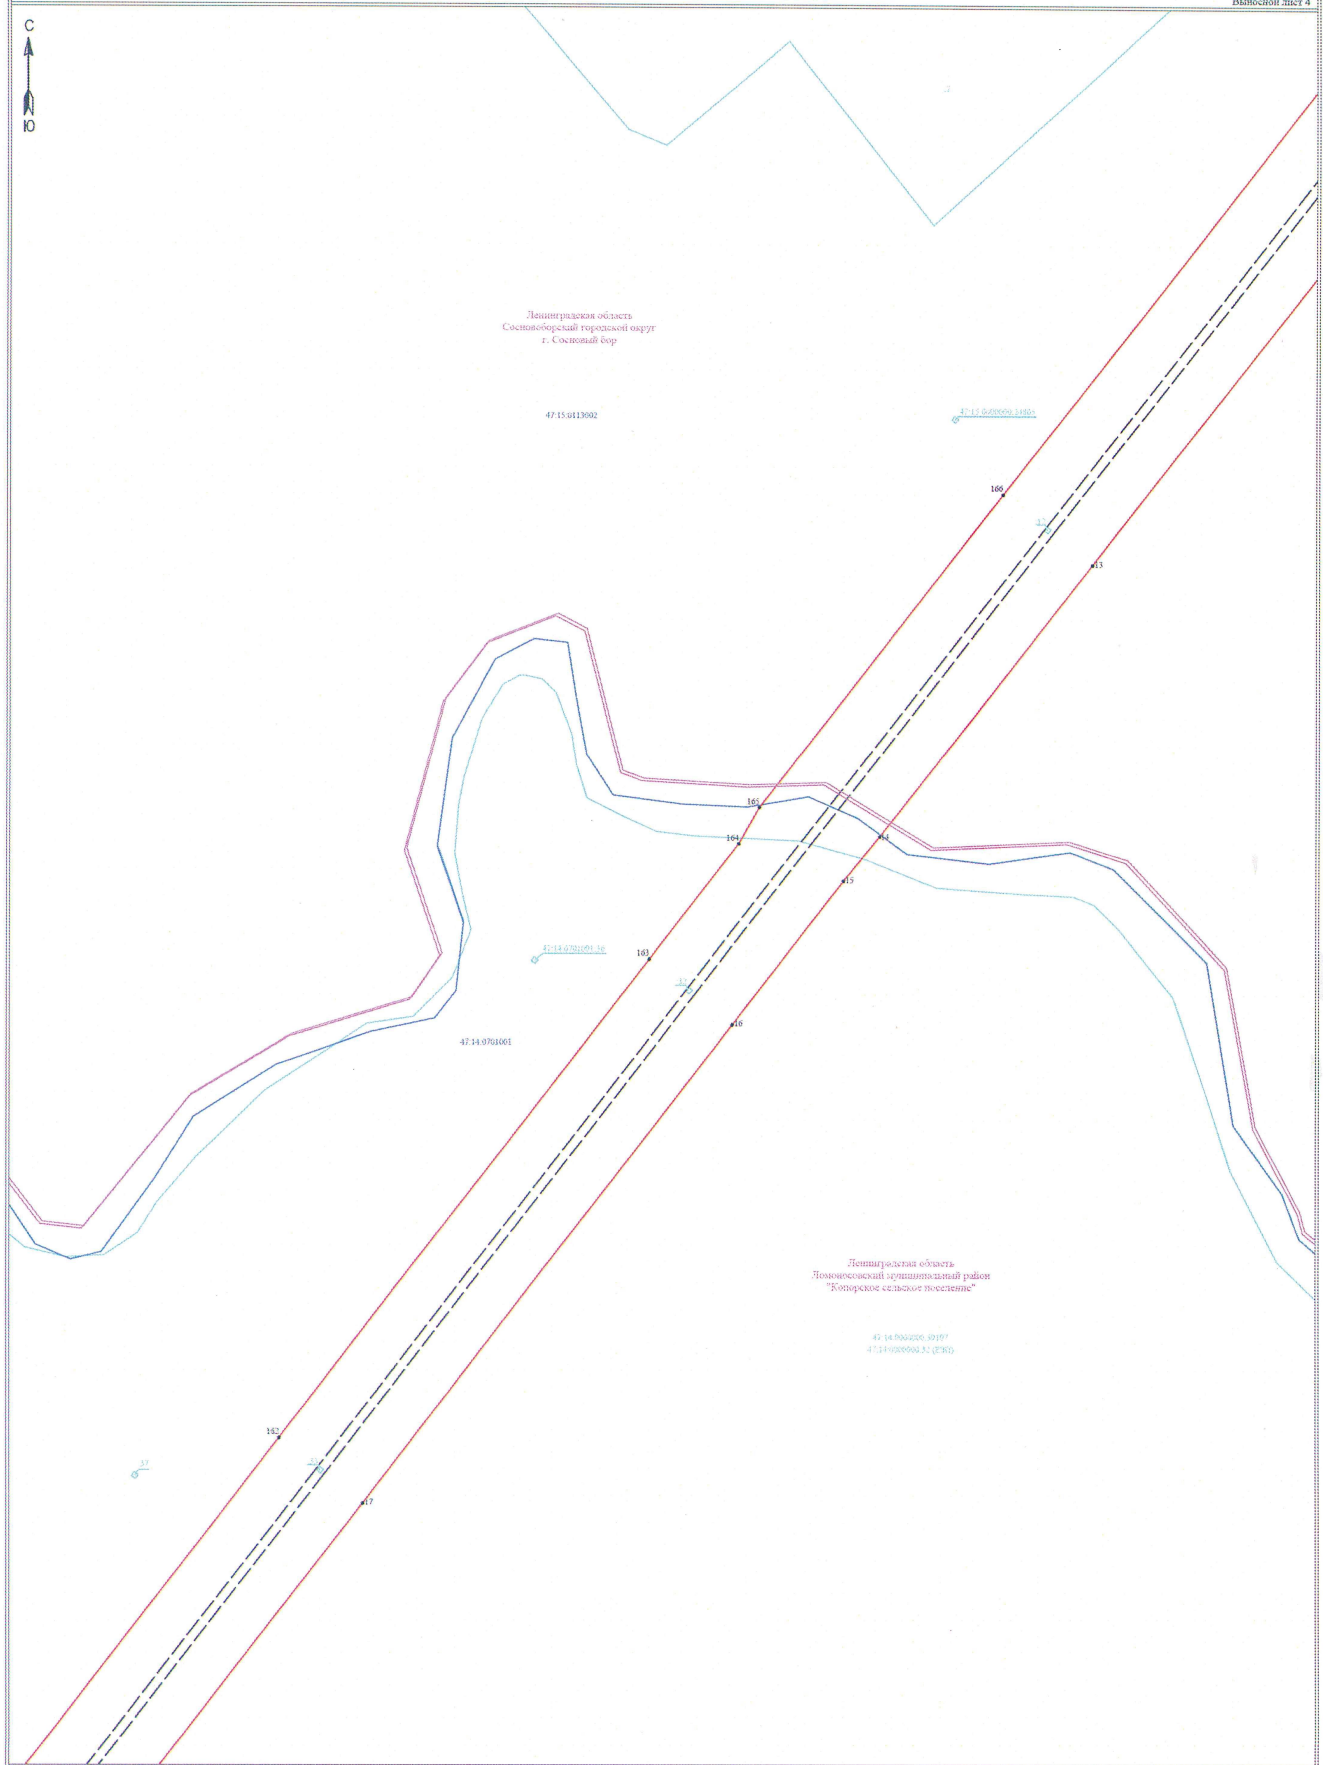 Выносной лист 4
С
Ю
Ленинградская область
Сосновоборский городской округ
г. Сосновый бор
47:15:0113002
166
13
165
164
14
15
163
16
47:14:0701001
Ленинградская область
Ломоносовский муниципальный район
"Копорское сельское поселение"
162
37
17